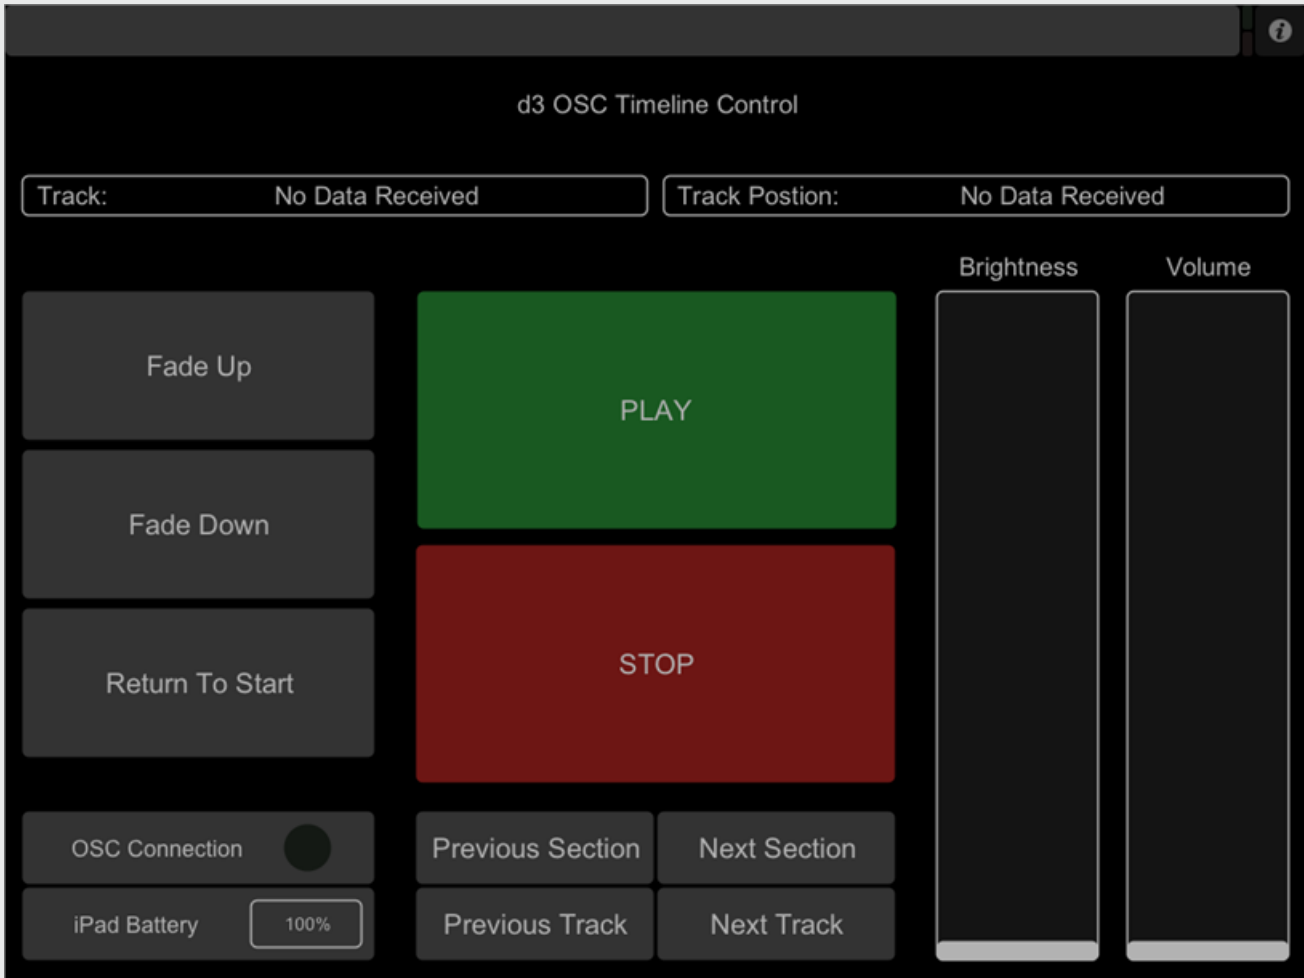 d3 OSC Timeline Control
Track: No Data Received
Track Postion: No Data Received
Brightness
Volume
Fade Up
PLAY
Fade Down
STOP
Return To Start
OSC Connection
Previous Section
Next Section
iPad Battery
100%
Previous Track
Next Track